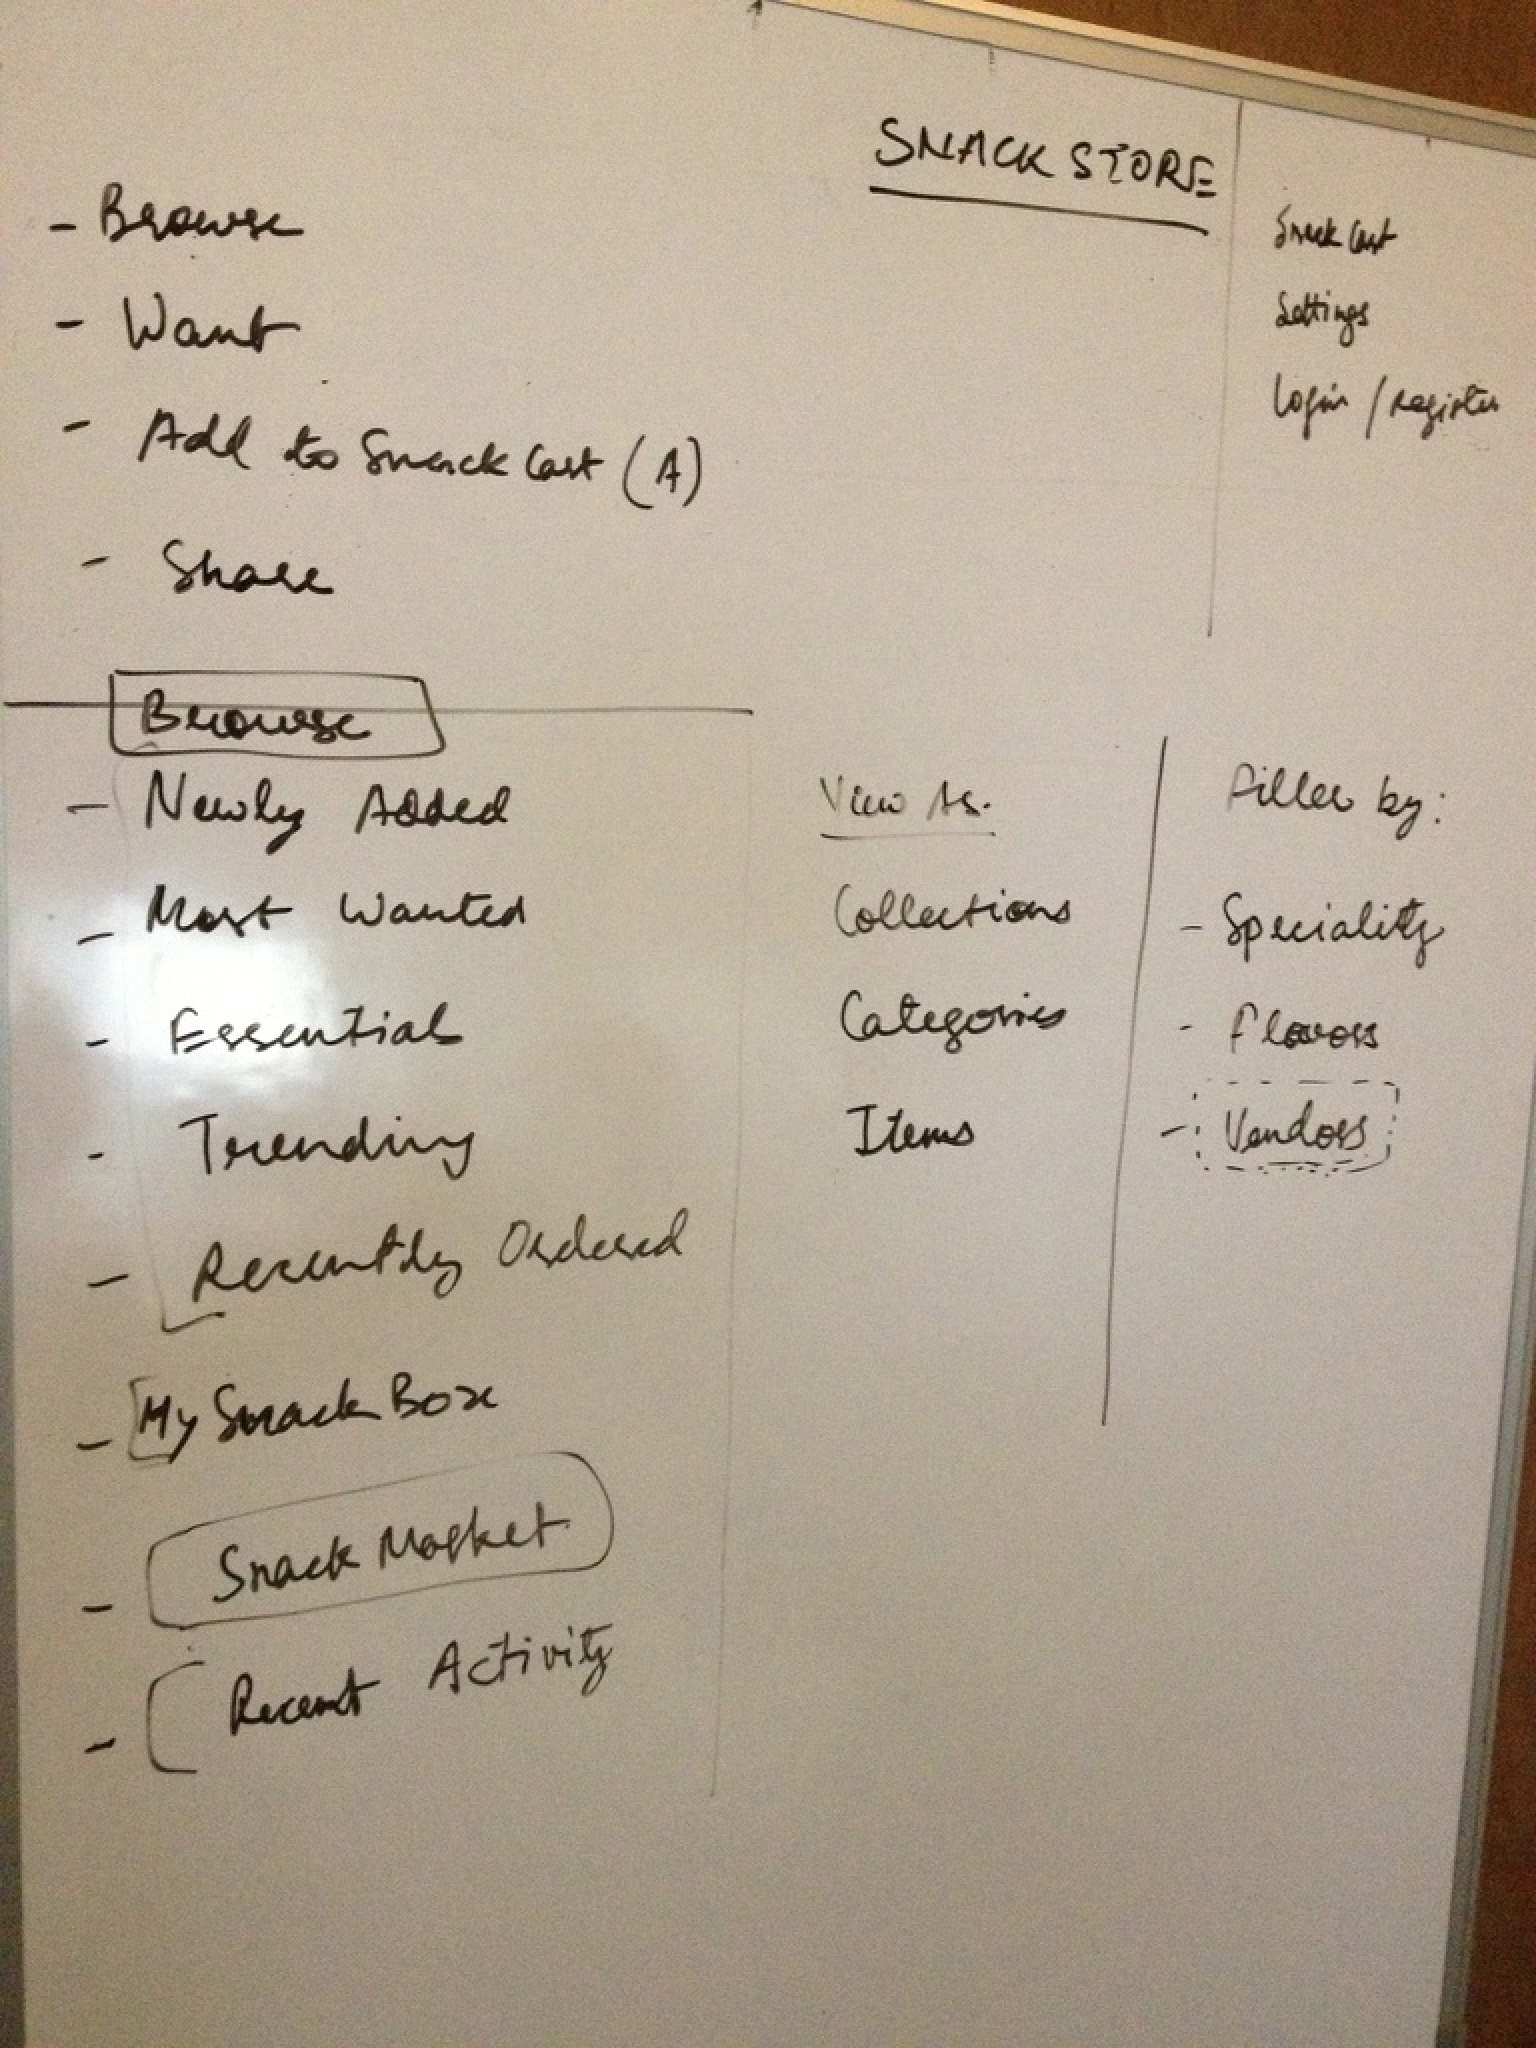 SNACK STORE
Snack Cart
Settings
Login / Register
- Browse
- Want
- Add to Snack Cart (A)
- Share
Browse
- Newly Added
- Most Wanted
- Essential
- Trending
- Recently Ordered
- My Snack Box
- Snack Market
- Recent Activity
View As.
Collections
Categories
Items
Filter by:
- Speciality
- Flavors
- Vendors